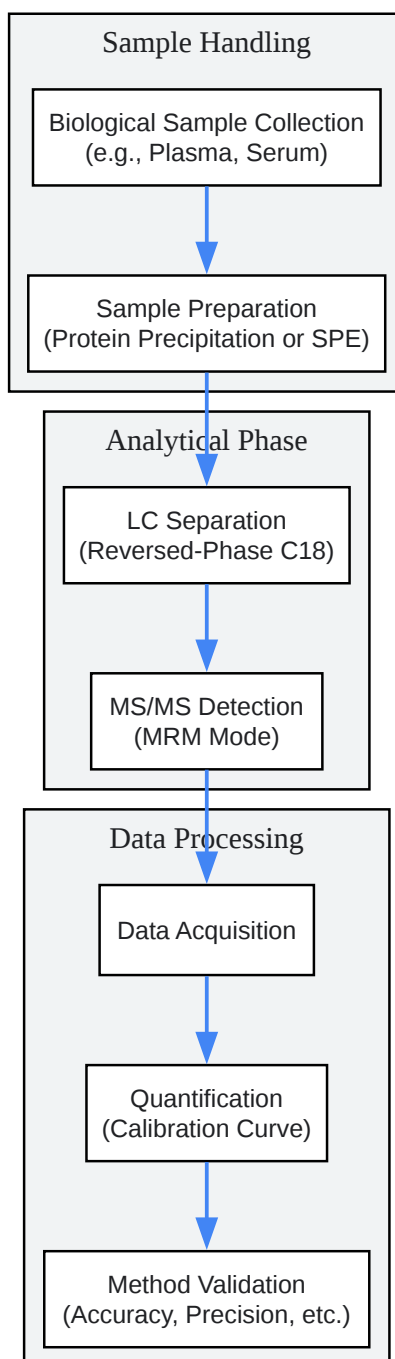 Sample Handling
Biological Sample Collection
(e.g., Plasma, Serum)
Sample Preparation
(Protein Precipitation or SPE)
Analytical Phase
LC Separation
(Reversed-Phase C18)
MS/MS Detection
(MRM Mode)
Data Processing
Data Acquisition
Quantification
(Calibration Curve)
Method Validation
(Accuracy, Precision, etc.)